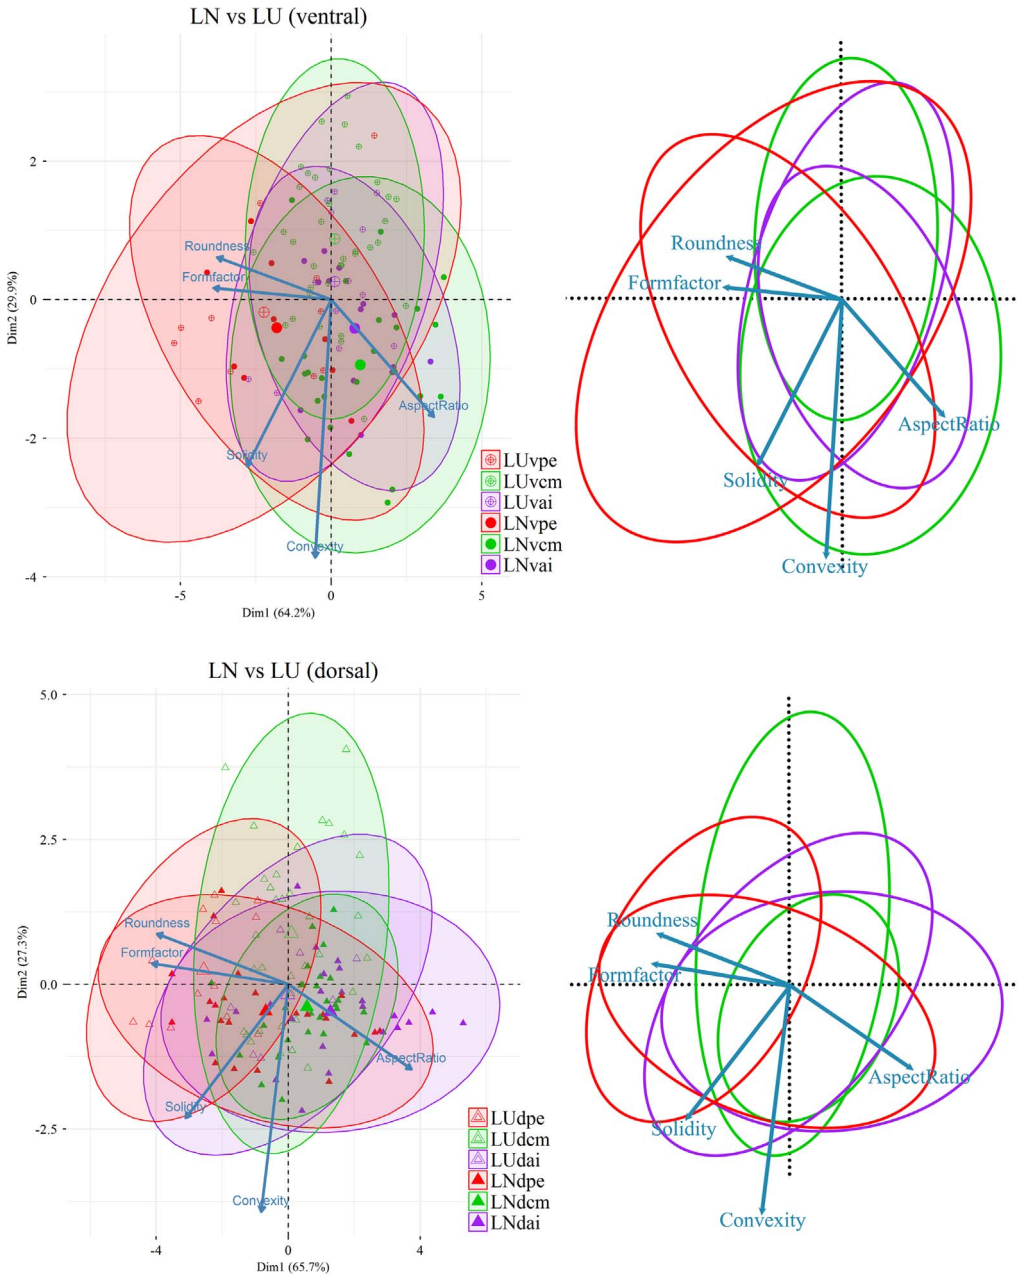 LN vs LU (ventral)
Dim2 (29.9%)
2
0
-2
-4
-5
0
5
Dim1 (64.2%)
Roundness
Formfactor
AspectRatio
Solidity
Convexity
LUvpe
LUvcm
LUvai
LNvpe
LNvcm
LNvai
Roundness
Formfactor
AspectRatio
Solidity
Convexity
LN vs LU (dorsal)
Dim2 (27.3%)
5.0
2.5
0.0
-2.5
-4
0
4
Dim1 (65.7%)
Roundness
Formfactor
AspectRatio
Solidity
Convexity
LUdpe
LUdcm
LUdai
LNdpe
LNdcm
LNdai
Roundness
Formfactor
AspectRatio
Solidity
Convexity